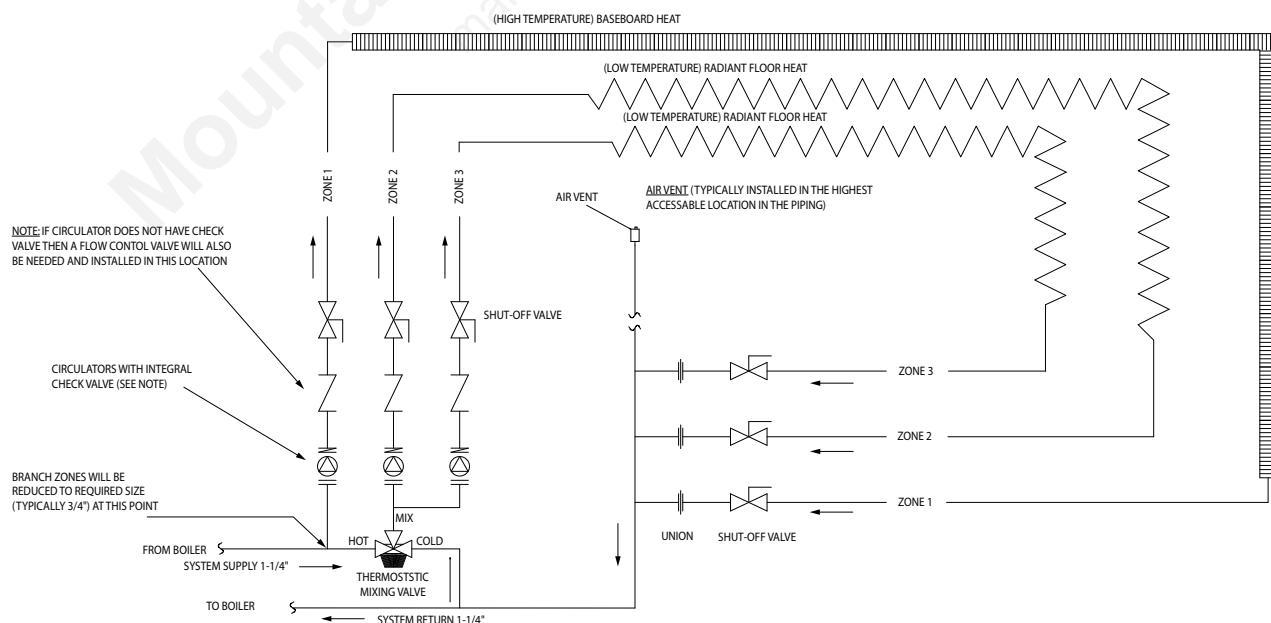 (HIGH TEMPERATURE) BASEBOARD HEAT
(LOW TEMPERATURE) RADIANT FLOOR HEAT
(LOW TEMPERATURE) RADIANT FLOOR HEAT
ZONE 1
ZONE 2
ZONE 3
AIR VENT
AIR VENT (TYPICALLY INSTALLED IN THE HIGHEST
ACCESSABLE LOCATION IN THE PIPING)
NOTE: IF CIRCULATOR DOES NOT HAVE CHECK
VALVE THEN A FLOW CONTOL VALVE WILL ALSO
BE NEEDED AND INSTALLED IN THIS LOCATION
SHUT-OFF VALVE
CIRCULATORS WITH INTEGRAL
CHECK VALVE (SEE NOTE)
ZONE 3
ZONE 2
ZONE 1
BRANCH ZONES WILL BE
REDUCED TO REQUIRED SIZE
(TYPICALLY 3/4") AT THIS POINT
MIX
HOT
COLD
UNION
SHUT-OFF VALVE
FROM BOILER
SYSTEM SUPPLY 1-1/4"
THERMOSTSTIC
MIXING VALVE
TO BOILER
SYSTEM RETURN 1-1/4"
Mounta